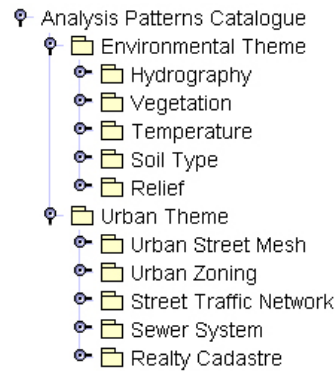 Analysis Patterns Catalogue
Environmental Theme
Hydrography
Vegetation
Temperature
Soil Type
Relief
Urban Theme
Urban Street Mesh
Urban Zoning
Street Traffic Network
Sewer System
Realty Cadastre